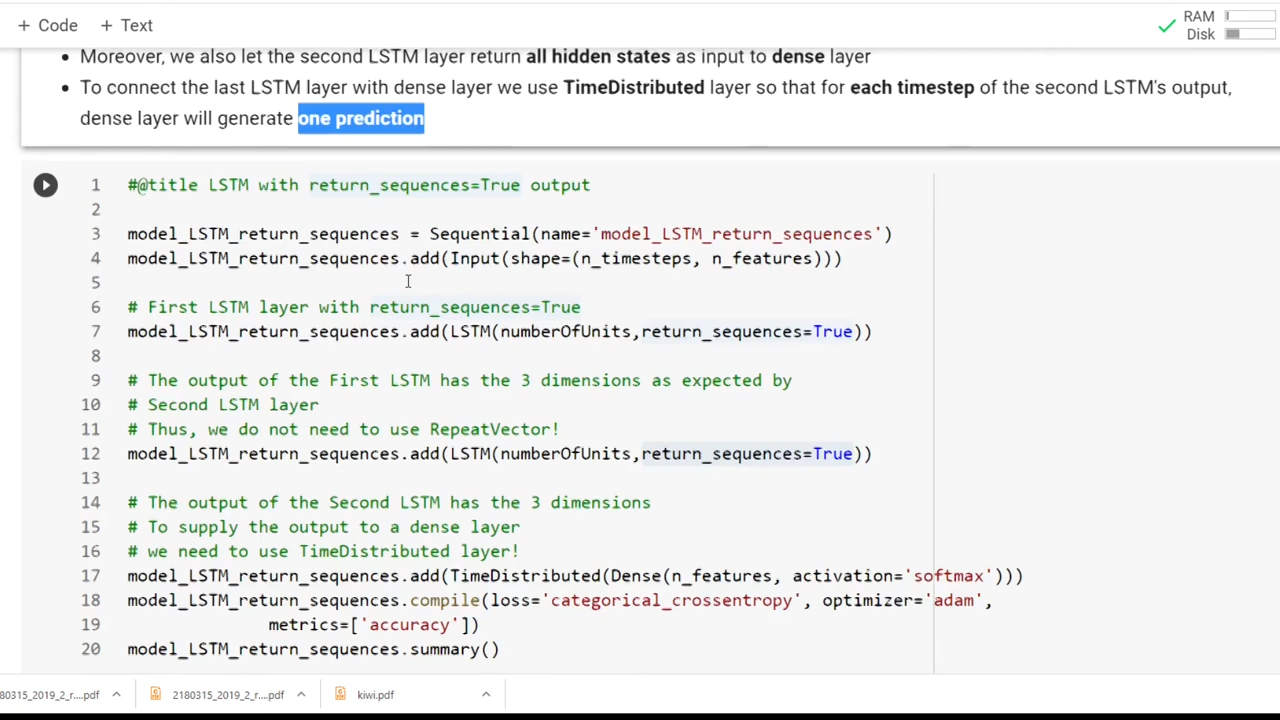 + Code + Text
RAM
Disk
• Moreover, we also let the second LSTM layer return all hidden states as input to dense layer
• To connect the last LSTM layer with dense layer we use TimeDistributed layer so that for each timestep of the second LSTM's output,
dense layer will generate one prediction
1 #@title LSTM with return_sequences=True output
2
3 model_LSTM_return_sequences = Sequential(name='model_LSTM_return_sequences')
4 model_LSTM_return_sequences.add(Input(shape=(n_timesteps, n_features)))
5
6 # First LSTM layer with return_sequences=True
7 model_LSTM_return_sequences.add(LSTM(numberOfUnits,return_sequences=True))
8
9 # The output of the First LSTM has the 3 dimensions as expected by
10 # Second LSTM layer
11 # Thus, we do not need to use RepeatVector!
12 model_LSTM_return_sequences.add(LSTM(numberOfUnits,return_sequences=True))
13
14 # The output of the Second LSTM has the 3 dimensions
15 # To supply the output to a dense layer
16 # we need to use TimeDistributed layer!
17 model_LSTM_return_sequences.add(TimeDistributed(Dense(n_features, activation='softmax')))
18 model_LSTM_return_sequences.compile(loss='categorical_crossentropy', optimizer='adam',
19 metrics=['accuracy'])
20 model_LSTM_return_sequences.summary()
80315_2019_2_r....pdf 2180315_2019_2_r....pdf kiwi.pdf